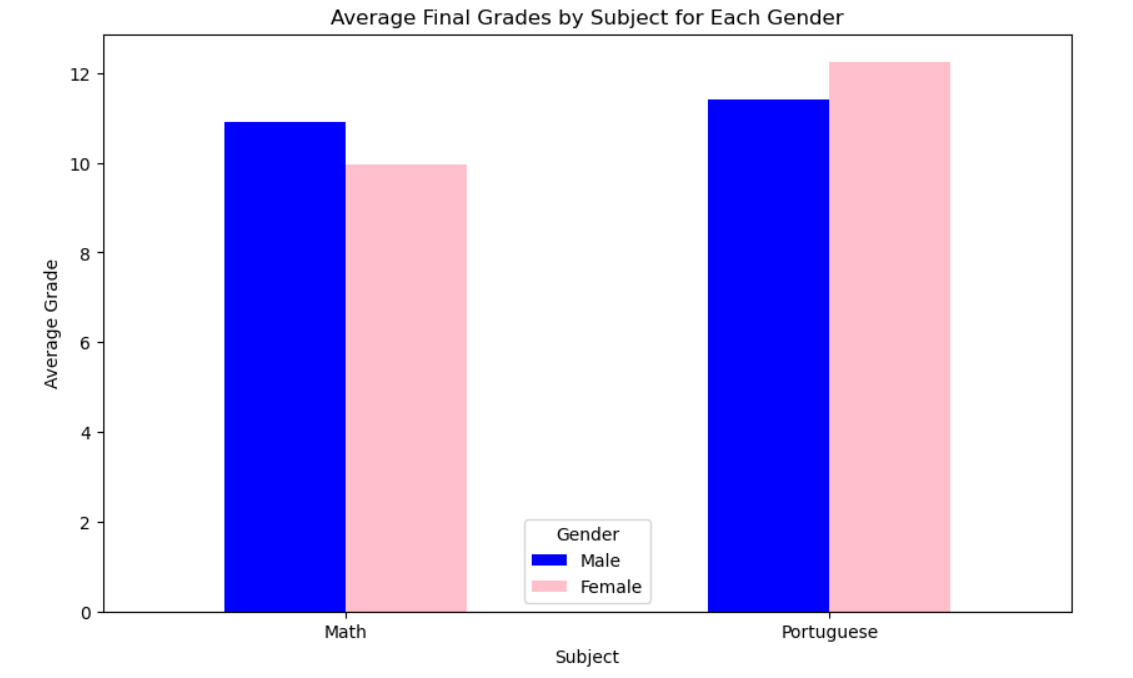 Average Final Grades by Subject for Each Gender
Average Grade
12
10
8
6
4
2
0
Gender
Male
Female
Math
Portuguese
Subject